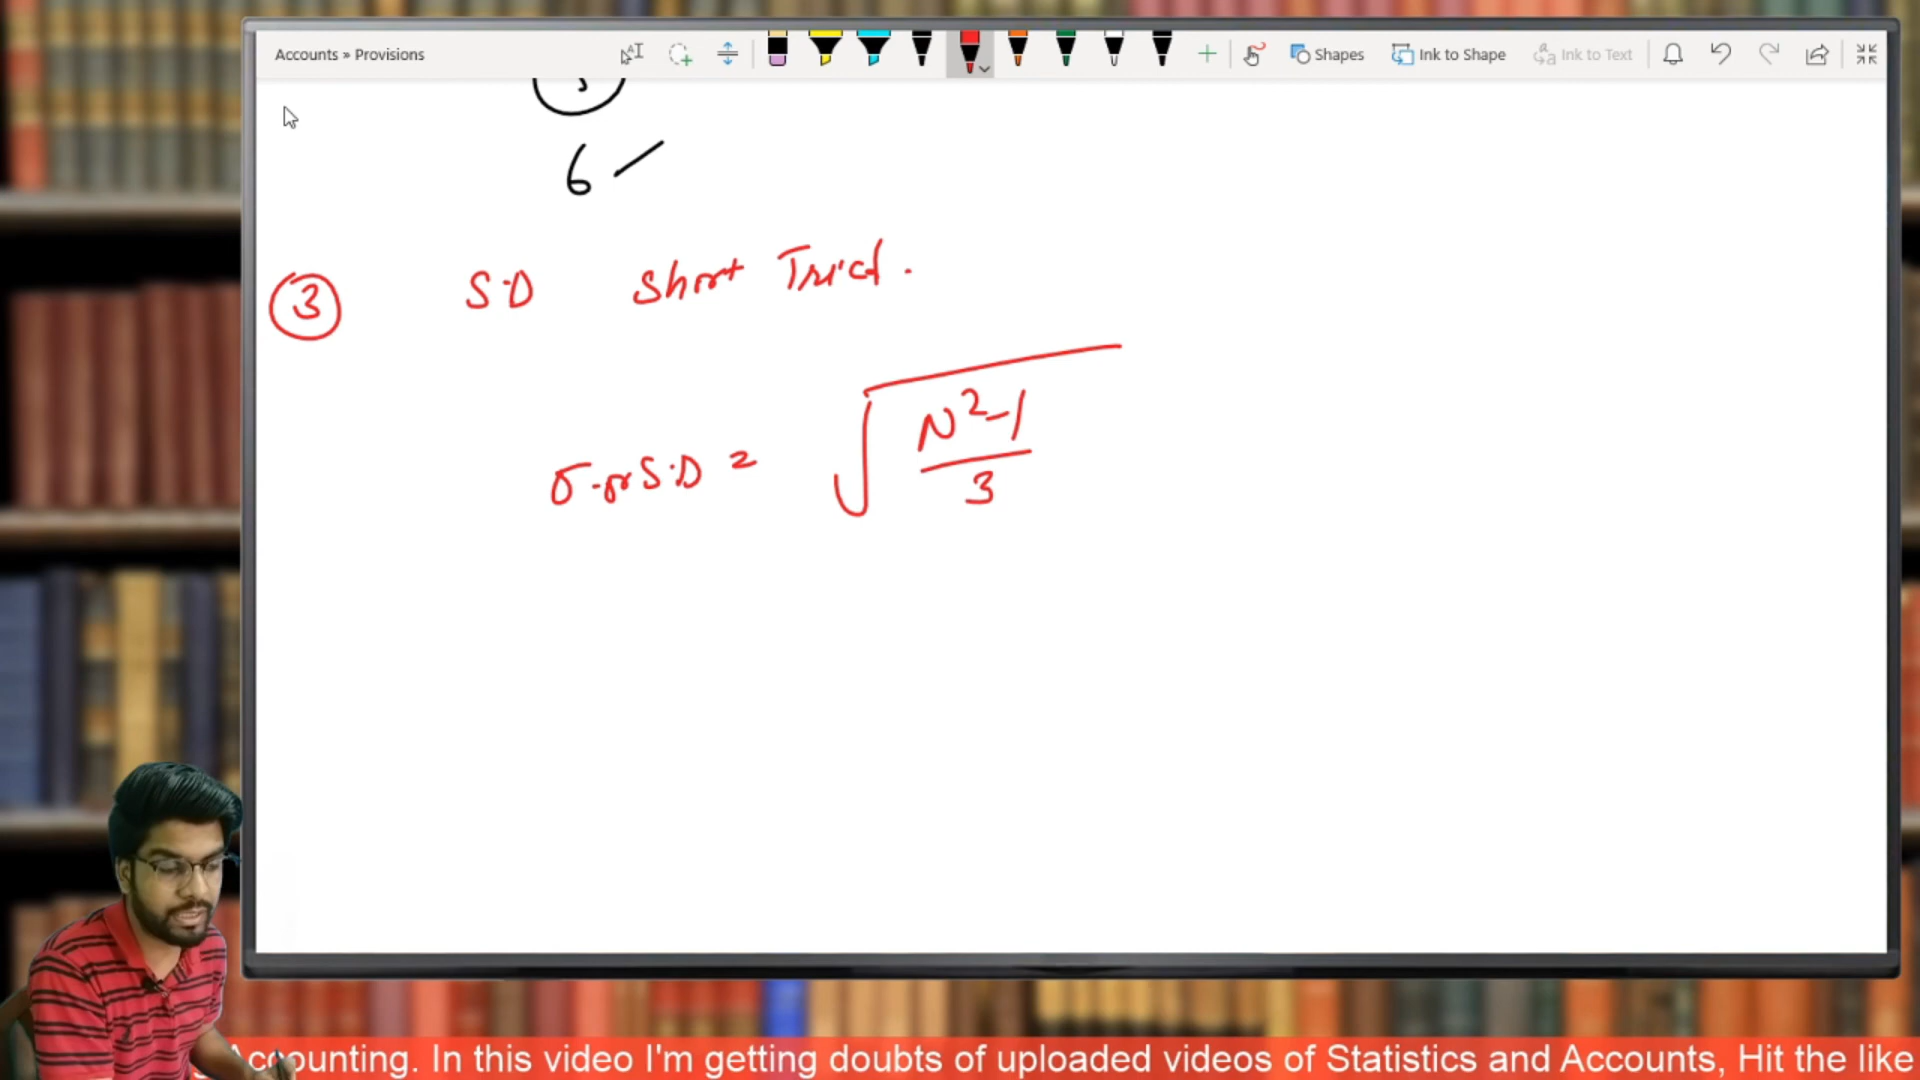 Accounts » Provisions
Shapes
Ink to Shape
Ink to Text
6
3 S.D Short Trick.
σ or S.D = √ N²-1 / 3
Accounting. In this video I'm getting doubts of uploaded videos of Statistics and Accounts, Hit the like